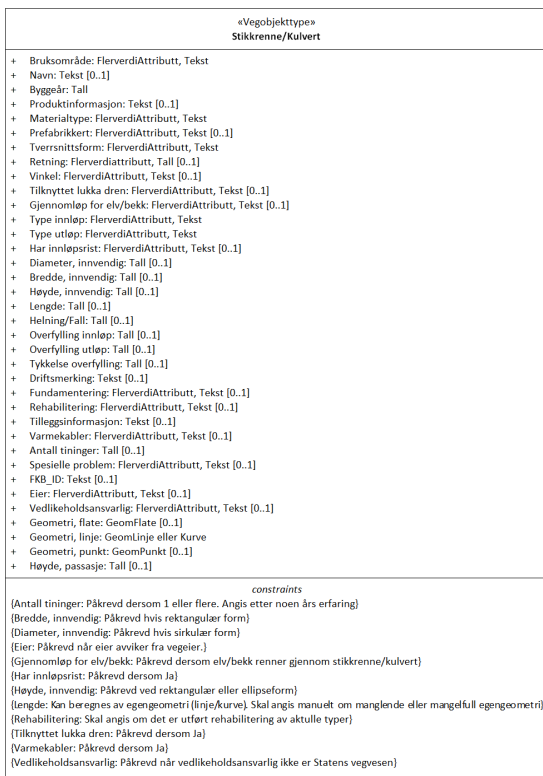 «Vegobjekttype»
Stikkrenne/Kulvert
+ Bruksområde: FlerverdiAttributt, Tekst
+ Navn: Tekst [0..1]
+ Byggeår: Tall
+ Produktinformasjon: Tekst [0..1]
+ Materialtype: FlerverdiAttributt, Tekst
+ Prefabrikkert: FlerverdiAttributt, Tekst [0..1]
+ Tverrsnittsform: FlerverdiAttributt, Tekst
+ Retning: Flerverdiattributt, Tall [0..1]
+ Vinkel: FlerverdiAttributt, Tekst [0..1]
+ Tilknyttet lukka dren: FlerverdiAttributt, Tekst [0..1]
+ Gjennomløp for elv/bekk: FlerverdiAttributt, Tekst [0..1]
+ Type innløp: FlerverdiAttributt, Tekst
+ Type utløp: FlerverdiAttributt, Tekst
+ Har innløpsrist: FlerverdiAttributt, Tekst [0..1]
+ Diameter, innvendig: Tall [0..1]
+ Bredde, innvendig: Tall [0..1]
+ Høyde, innvendig: Tall [0..1]
+ Lengde: Tall [0..1]
+ Helning/Fall: Tall [0..1]
+ Overfylling innløp: Tall [0..1]
+ Overfylling utløp: Tall [0..1]
+ Tykkelse overfylling: Tall [0..1]
+ Driftsmerking: Tekst [0..1]
+ Fundamentering: FlerverdiAttributt, Tekst [0..1]
+ Rehabilitering: FlerverdiAttributt, Tekst [0..1]
+ Tilleggsinformasjon: Tekst [0..1]
+ Varmekabler: FlerverdiAttributt, Tekst [0..1]
+ Antall tininger: Tall [0..1]
+ Spesielle problem: FlerverdiAttributt, Tekst [0..1]
+ FKB_ID: Tekst [0..1]
+ Eier: FlerverdiAttributt, Tekst [0..1]
+ Vedlikeholdsansvarlig: FlerverdiAttributt, Tekst [0..1]
+ Geometri, flate: GeomFlate [0..1]
+ Geometri, linje: GeomLinje eller Kurve
+ Geometri, punkt: GeomPunkt [0..1]
+ Høyde, passasje: Tall [0..1]
constraints
{Antall tininger: Påkrevd dersom 1 eller flere. Angis etter noen års erfaring}
{Bredde, innvendig: Påkrevd hvis rektangulær form}
{Diameter, innvendig: Påkrevd hvis sirkulær form}
{Eier: Påkrevd når eier avviker fra vegeier.}
{Gjennomløp for elv/bekk: Påkrevd dersom elv/bekk renner gjennom stikkrenne/kulvert}
{Har innløpsrist: Påkrevd dersom Ja}
{Høyde, innvendig: Påkrevd ved rektangulær eller ellipseform}
{Lengde: Kan beregnes av egengeometri (linje/kurve). Skal angis manuelt om manglende eller mangelfull egengeometri}
{Rehabilitering: Skal angis om det er utført rehabilitering av aktulle typer}
{Tilknyttet lukka dren: Påkrevd dersom Ja}
{Varmekabler: Påkrevd dersom Ja}
{Vedlikeholdsansvarlig: Påkrevd når vedlikeholdsansvarlig ikke er Statens vegvesen}